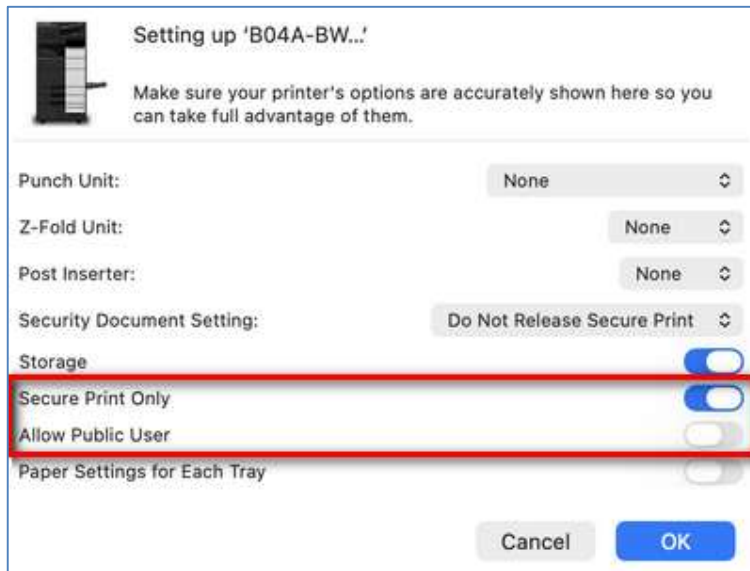 Setting up ‘B04A-BW...’
Make sure your printer's options are accurately shown here so you
can take full advantage of them.
Punch Unit: None
Z-Fold Unit: None
Post Inserter: None
Security Document Setting: Do Not Release Secure Print
Storage
Secure Print Only
Allow Public User
Paper Settings for Each Tray
Cancel OK